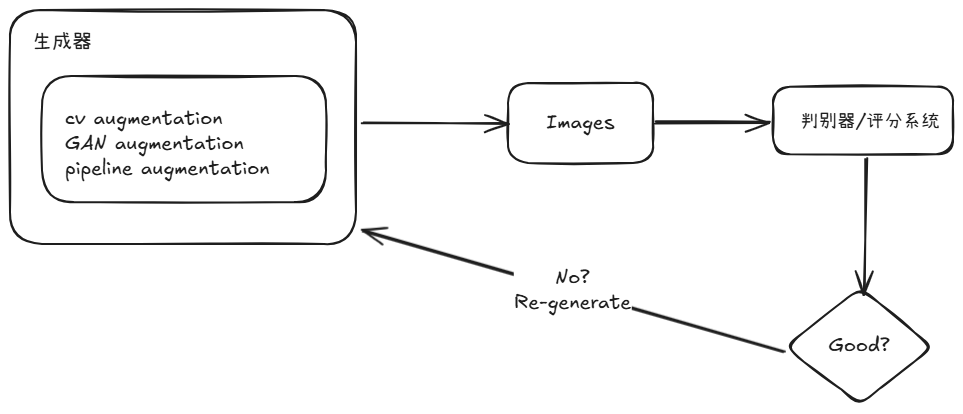 生成器
cv augmentation
GAN augmentation
pipeline augmentation
Images
判别器/评分系统
Good?
No?
Re-generate